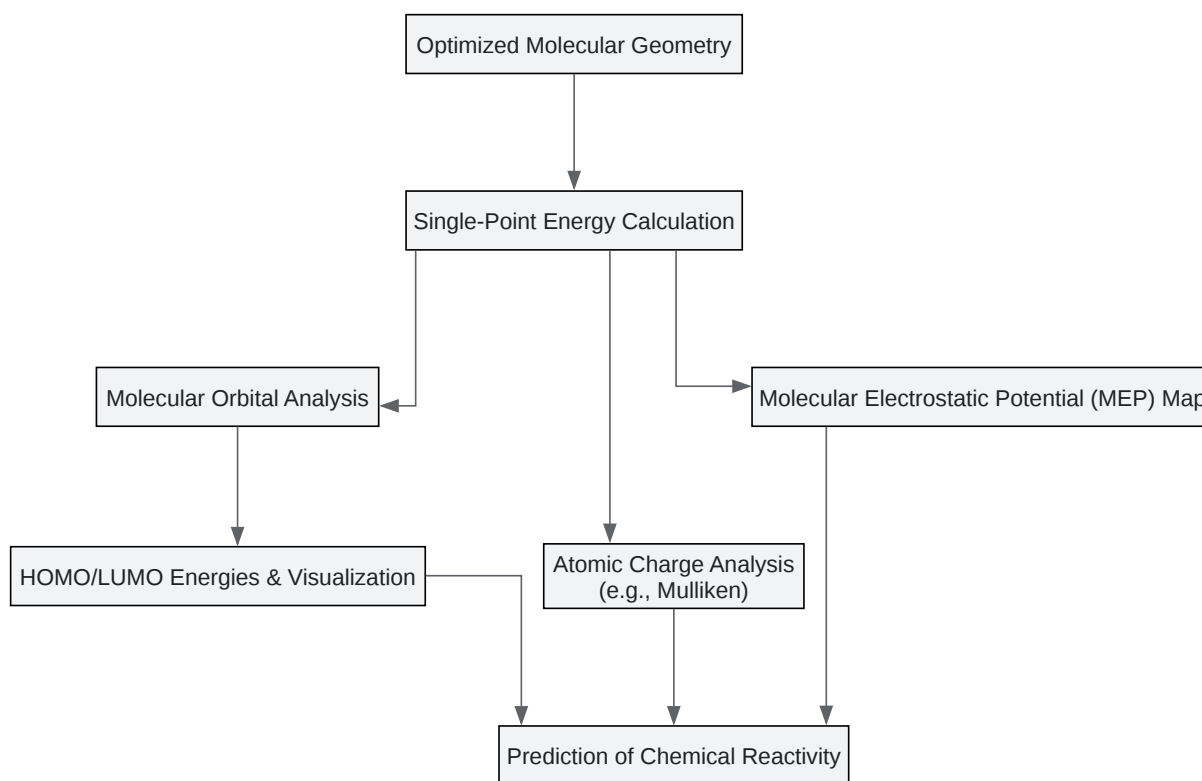 Optimized Molecular Geometry
Single-Point Energy Calculation
Molecular Orbital Analysis
Molecular Electrostatic Potential (MEP) Map
HOMO/LUMO Energies & Visualization
Atomic Charge Analysis
(e.g., Mulliken)
Prediction of Chemical Reactivity